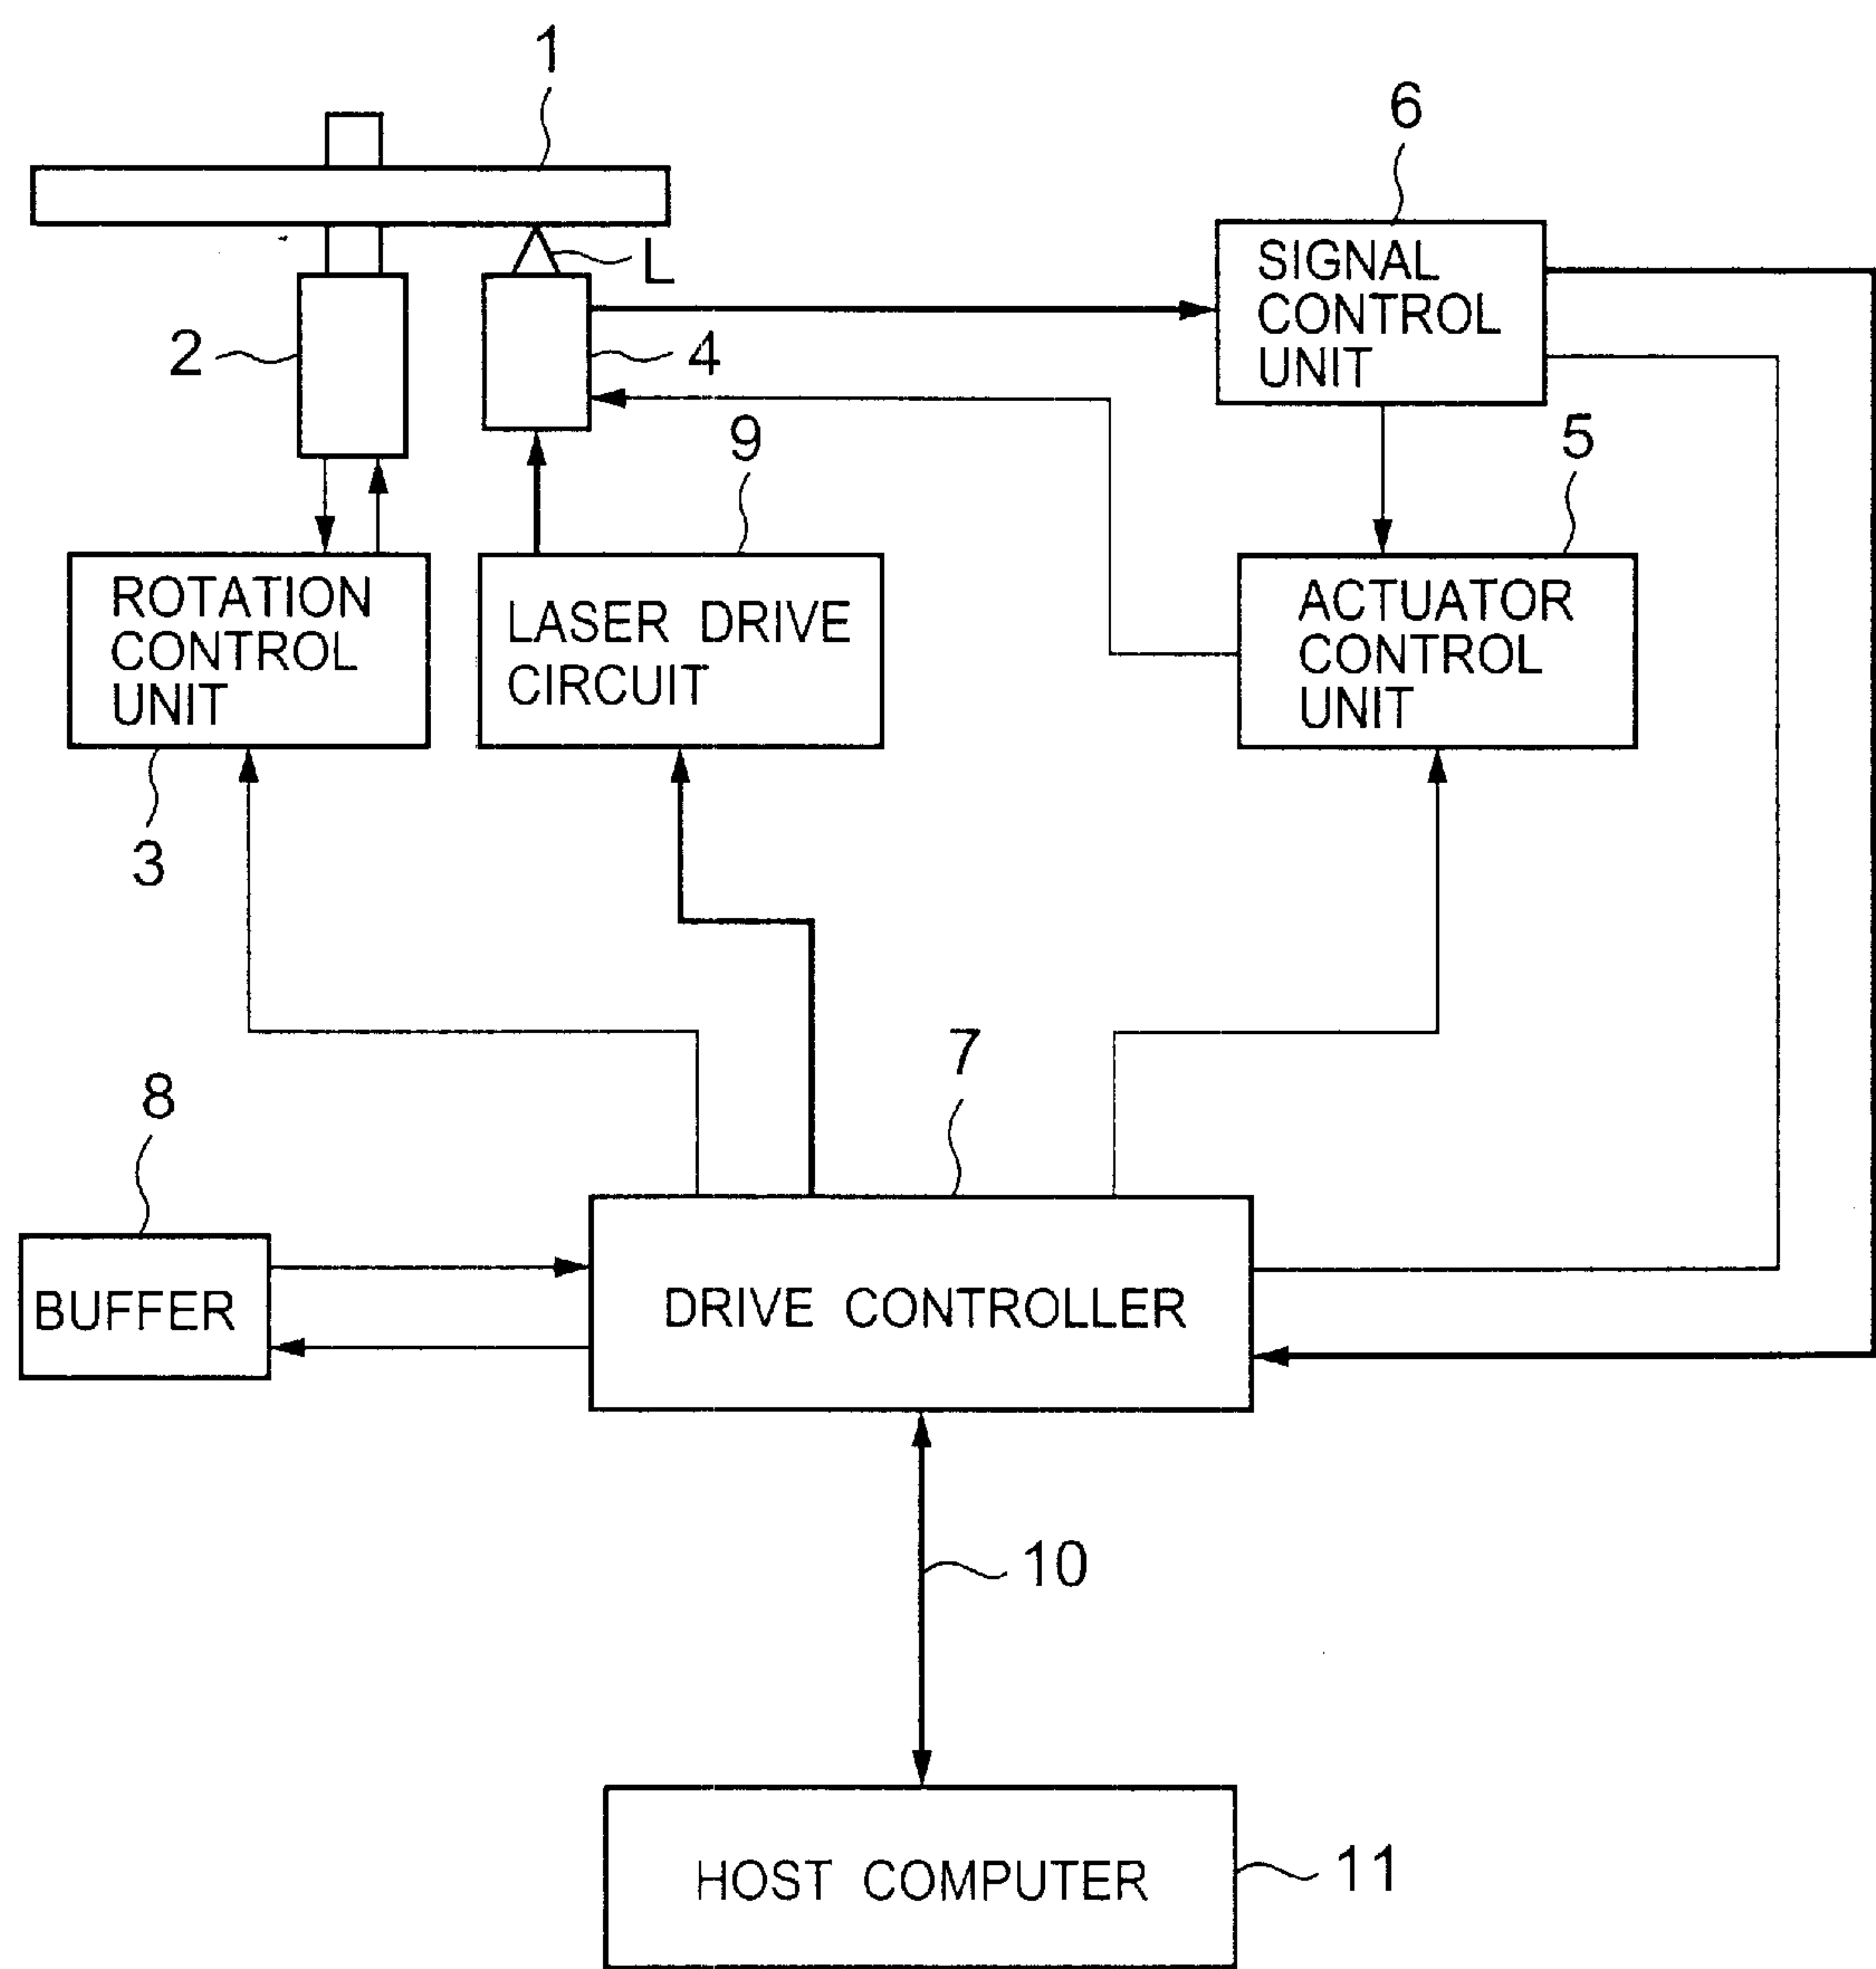 1
6
L
SIGNAL
CONTROL
UNIT
2
4
9
5
ROTATION
CONTROL
UNIT
LASER DRIVE
CIRCUIT
ACTUATOR
CONTROL
UNIT
3
7
8
BUFFER
DRIVE CONTROLLER
10
HOST COMPUTER
11